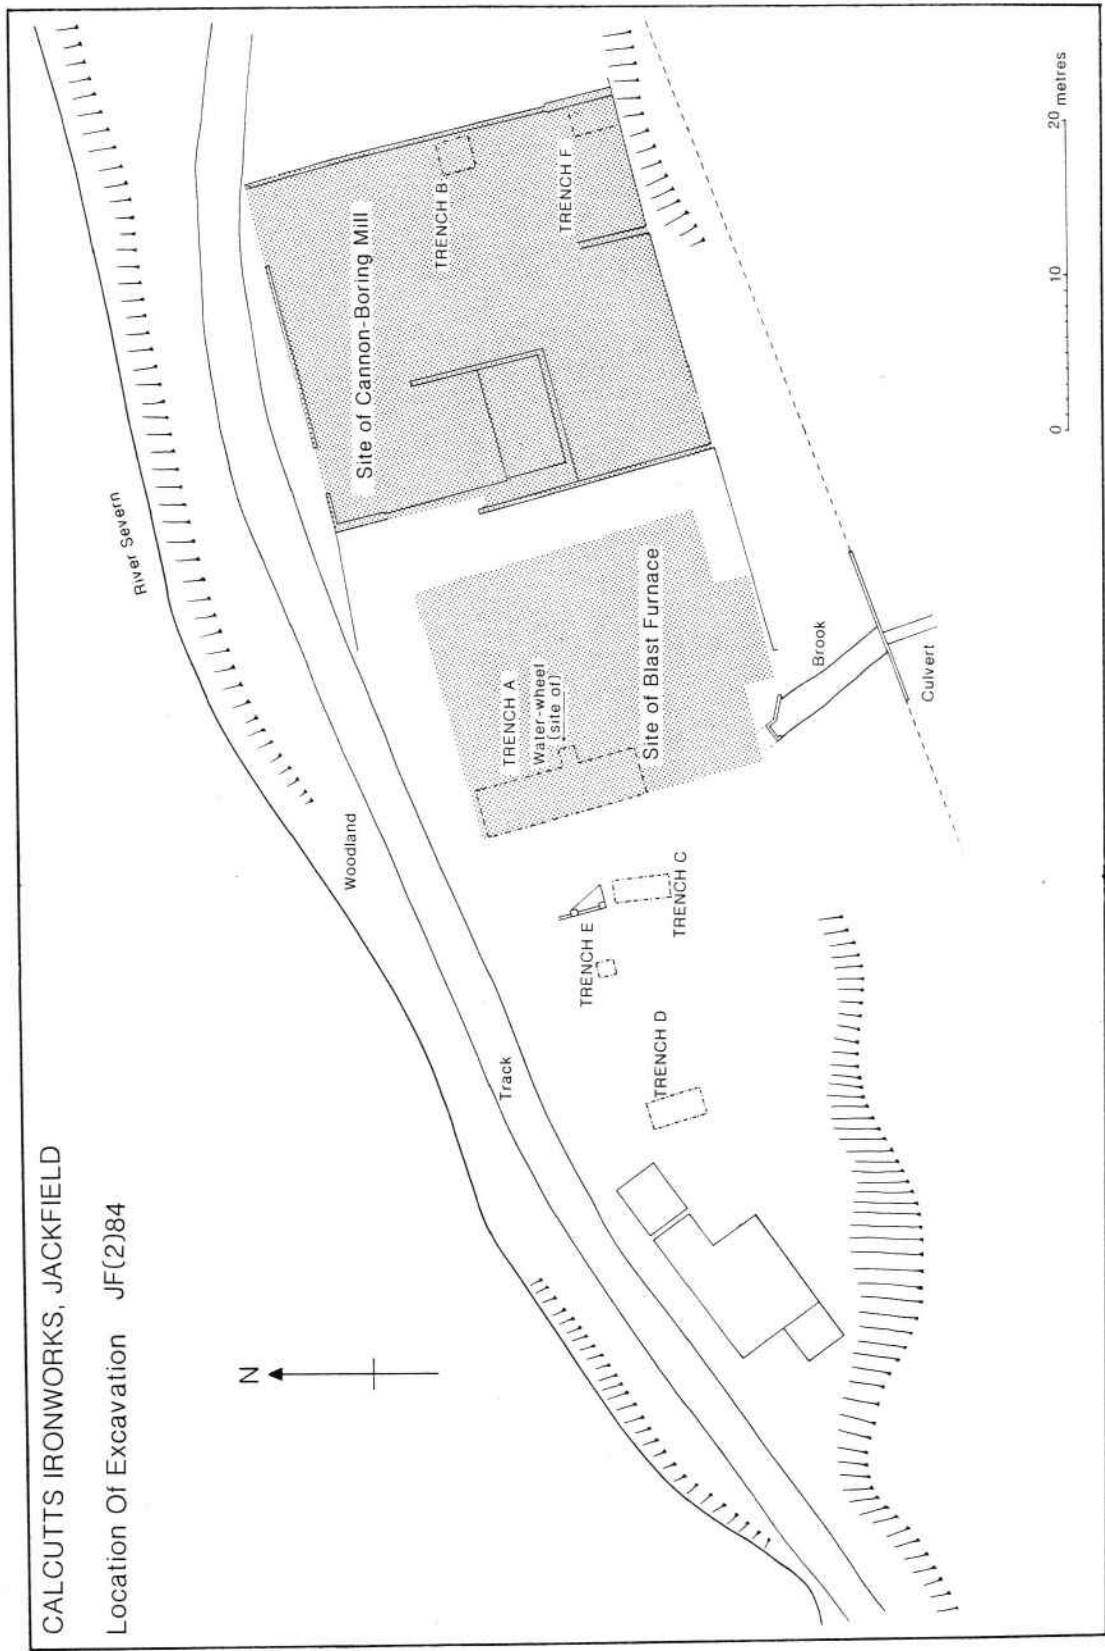 CALCUTTS IRONWORKS, JACKFIELD
Location Of Excavation JF(2)84
N
River Severn
Woodland
Track
Site of Cannon-Boring Mill
TRENCH B
TRENCH F
TRENCH A
Water-wheel
(site of)
Site of Blast Furnace
TRENCH E
TRENCH C
TRENCH D
Brook
Culvert
0 10 20 metres